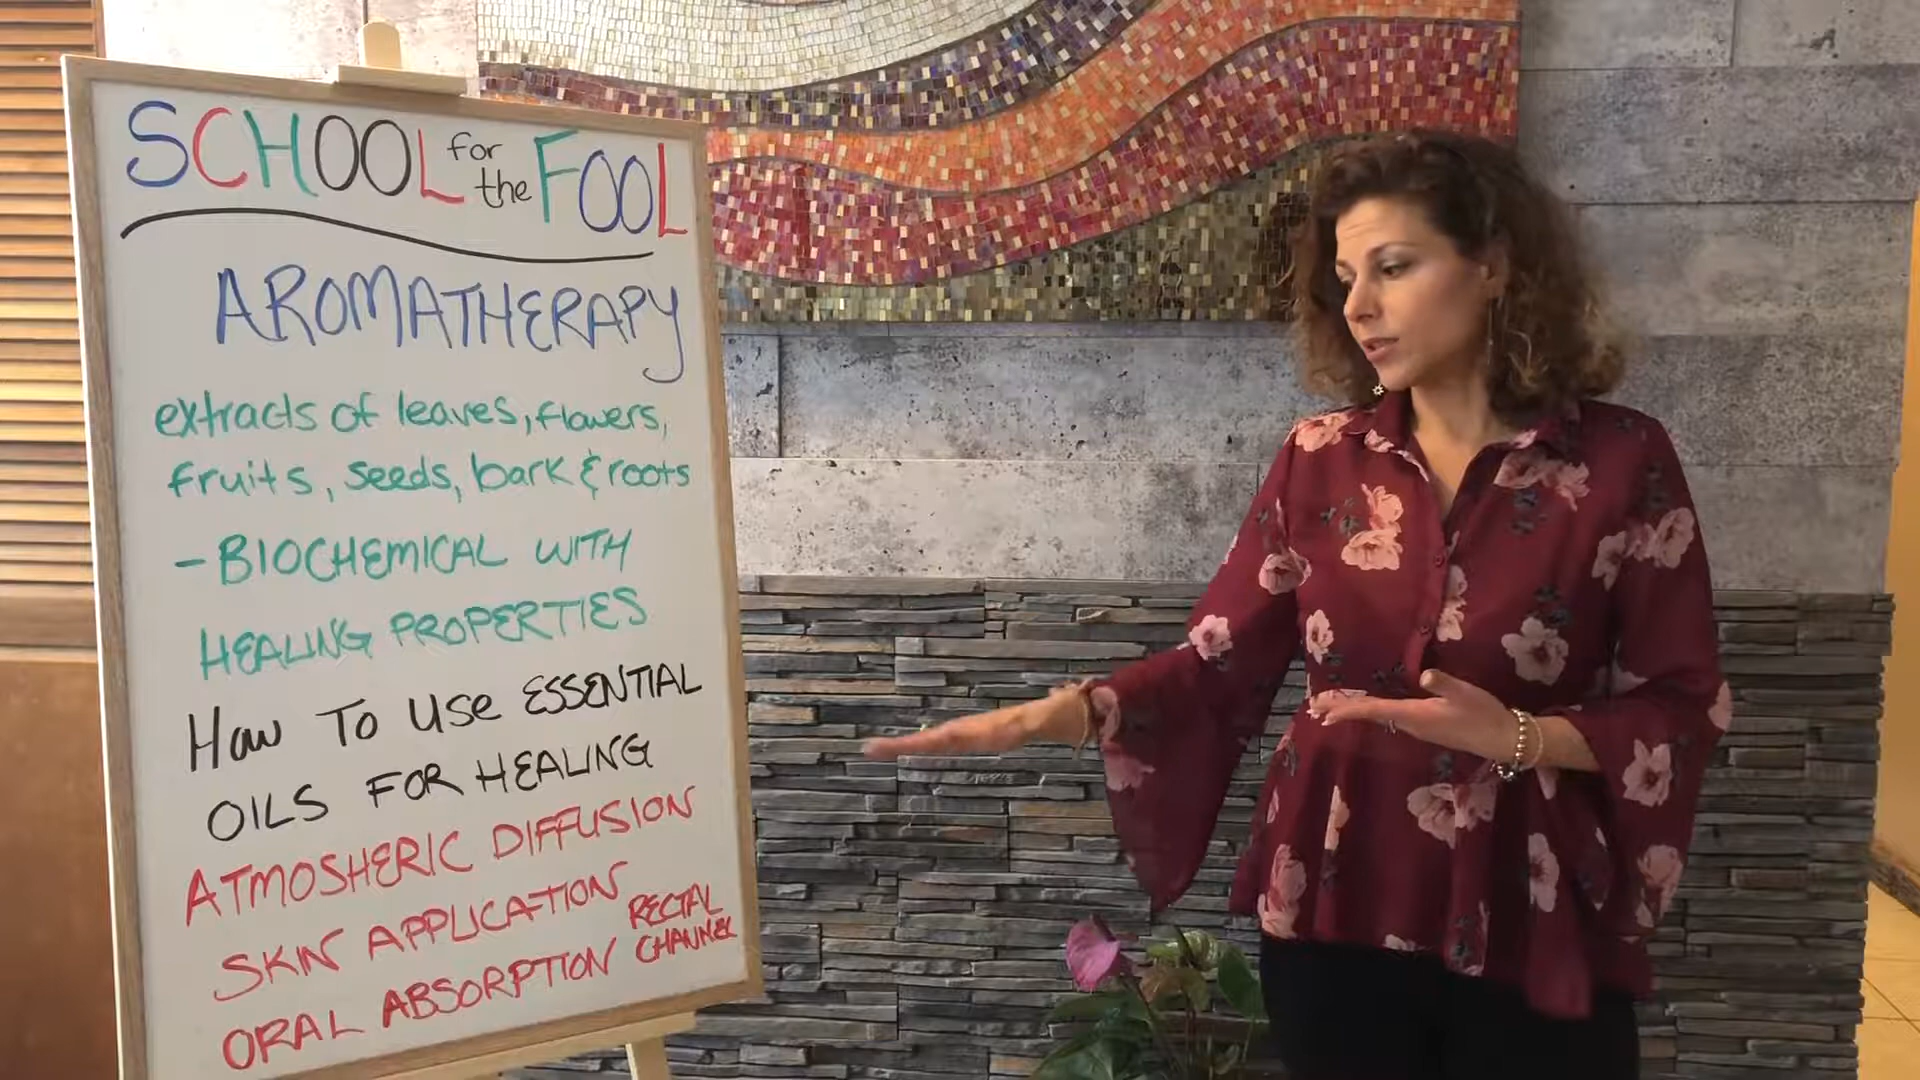 SCHOOL for the FOOL
AROMATHERAPY
extracts of leaves, flowers,
fruits, seeds, bark & roots
- BIOCHEMICAL WITH
HEALING PROPERTIES
How To Use ESSENTIAL
OILS FOR HEALING
ATMOSHERIC DIFFUSION
SKIN APPLICATION
ORAL ABSORPTION
RECTAL
CHANNEL